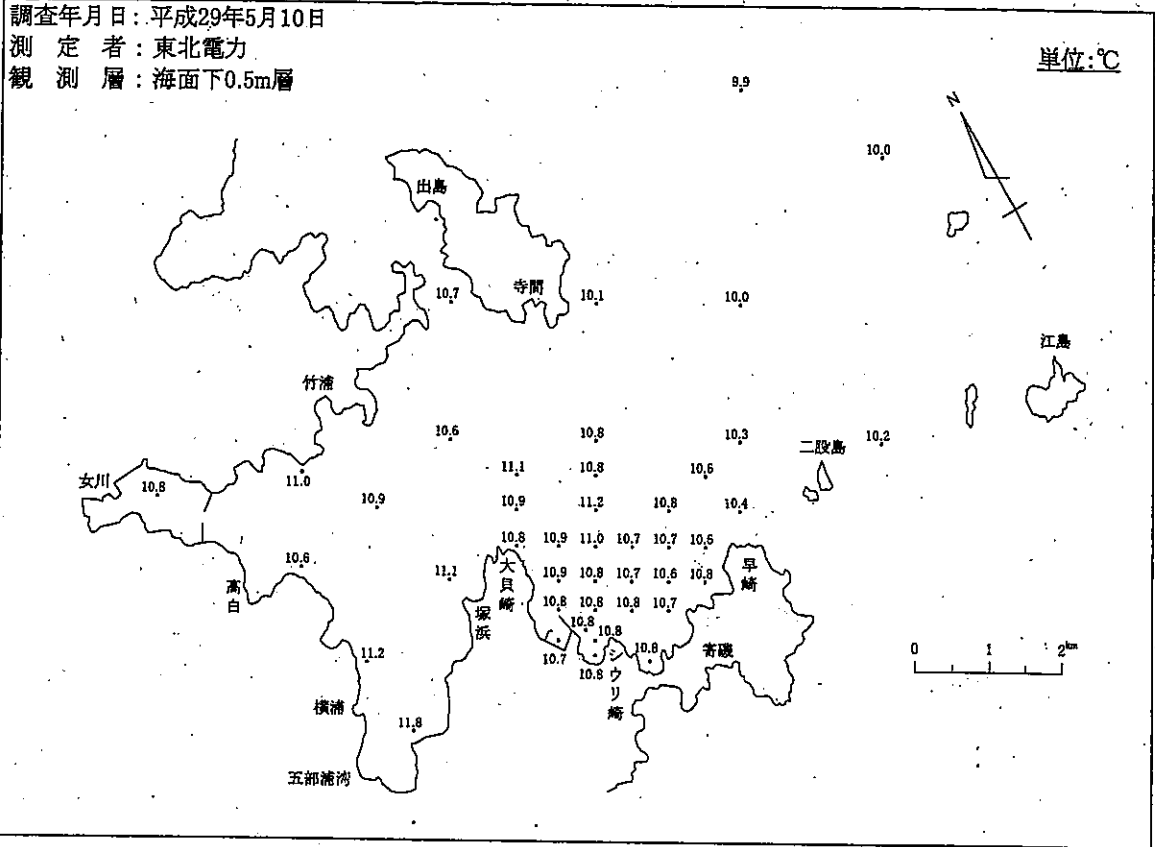 調査年月日:平成29年5月10日
測定者:東北電力
観測層:海面下0.5m層
単位:℃
9.9
N
10.0
出島
寺間
10.7
10.1
10.0
江島
竹浦
10.6
10.8
10.3
二股島
10.2
女川
10.8
11.0
11.1
10.8
10.6
10.9
10.9
11.2
10.8
10.4
10.8
10.9
11.0
10.7
10.7
10.6
高白
10.6
11.1
大貝崎
10.9
10.8
10.7
10.6
10.8
早崎
塚浜
10.8
10.8
10.8
10.7
10.8
10.8
10.7
10.8
シウリ崎
10.8
寄磯
0 1 2km
11.2
横浦
11.8
五部浦湾